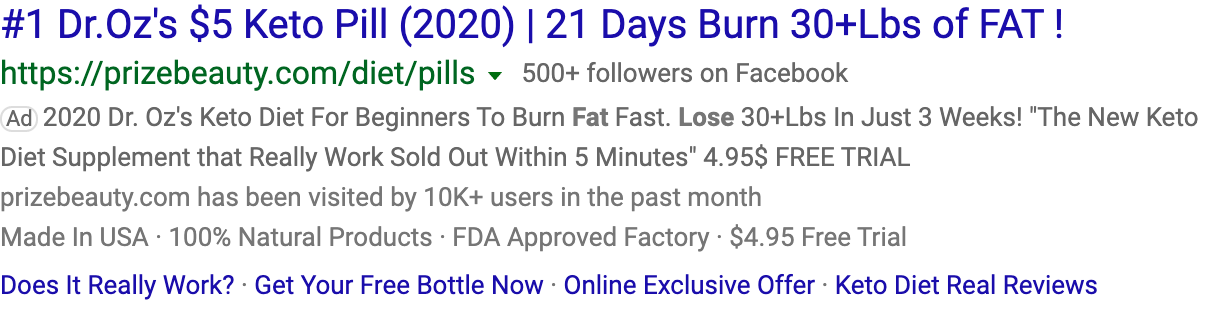 #1 Dr.Oz's $5 Keto Pill (2020) | 21 Days Burn 30+Lbs of FAT !
https://prizebeauty.com/diet/pills 500+ followers on Facebook
Ad 2020 Dr. Oz's Keto Diet For Beginners To Burn Fat Fast. Lose 30+Lbs In Just 3 Weeks! "The New Keto
Diet Supplement that Really Work Sold Out Within 5 Minutes" 4.95$ FREE TRIAL
prizebeauty.com has been visited by 10K+ users in the past month
Made In USA · 100% Natural Products · FDA Approved Factory · $4.95 Free Trial
Does It Really Work? · Get Your Free Bottle Now · Online Exclusive Offer · Keto Diet Real Reviews